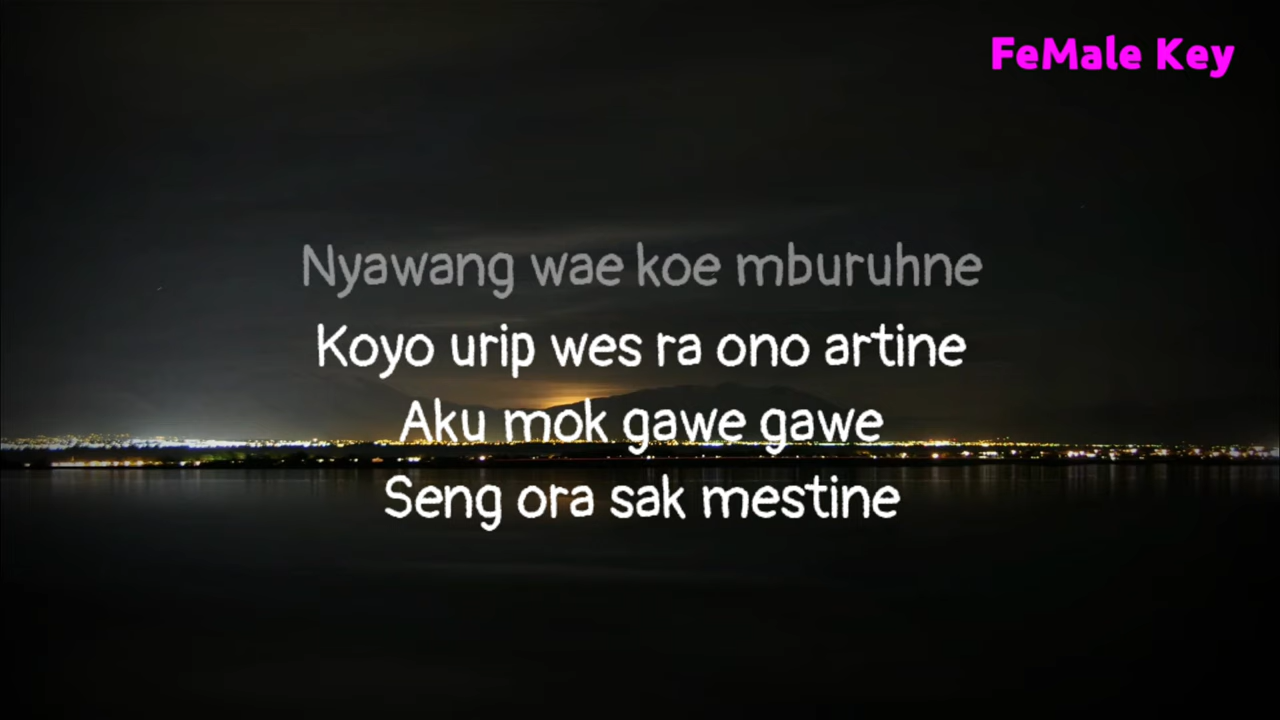 FeMale Key
Nyawang wae koe mburuhne
Koyo urip wes ra ono artine
Aku mok gawe gawe
Seng ora sak mestine